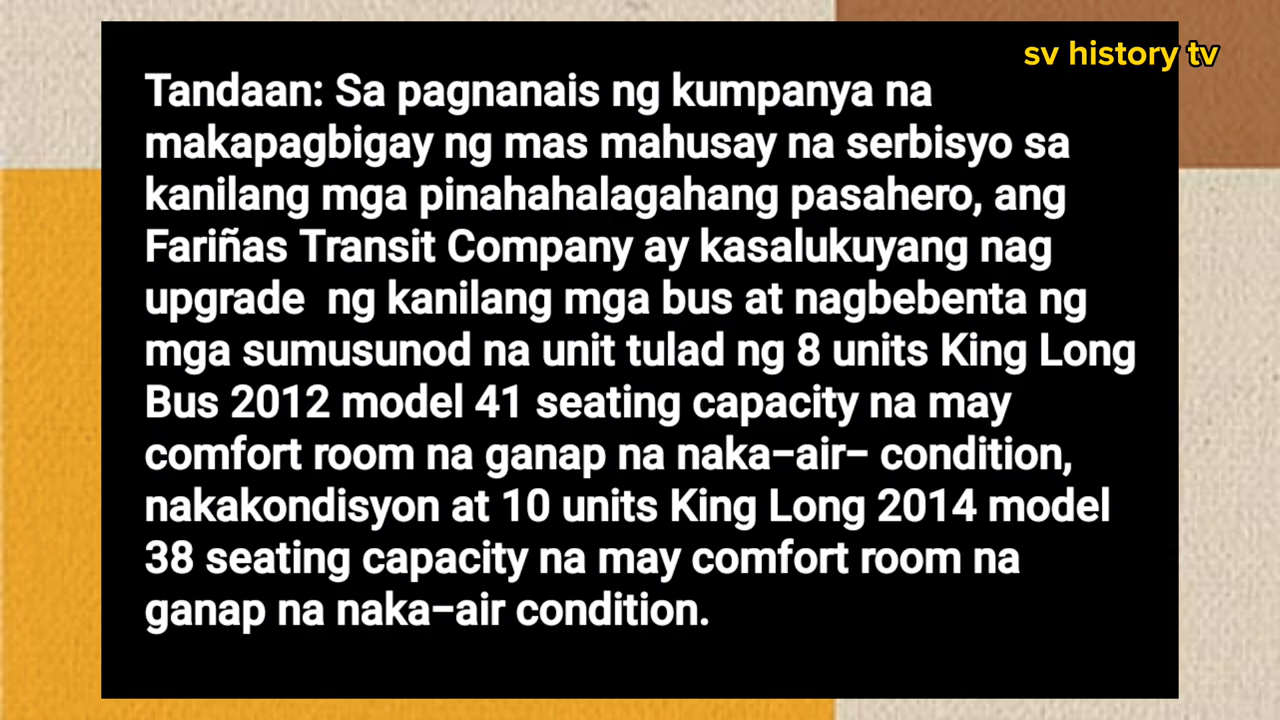 sv history tv
Tandaan: Sa pagnanais ng kumpanya na
makapagbigay ng mas mahusay na serbisyo sa
kanilang mga pinahahalagahang pasahero, ang
Fariñas Transit Company ay kasalukuyang nag
upgrade  ng kanilang mga bus at nagbebenta ng
mga sumusunod na unit tulad ng 8 units King Long
Bus 2012 model 41 seating capacity na may
comfort room na ganap na naka–air– condition,
nakakondisyon at 10 units King Long 2014 model
38 seating capacity na may comfort room na
ganap na naka–air condition.